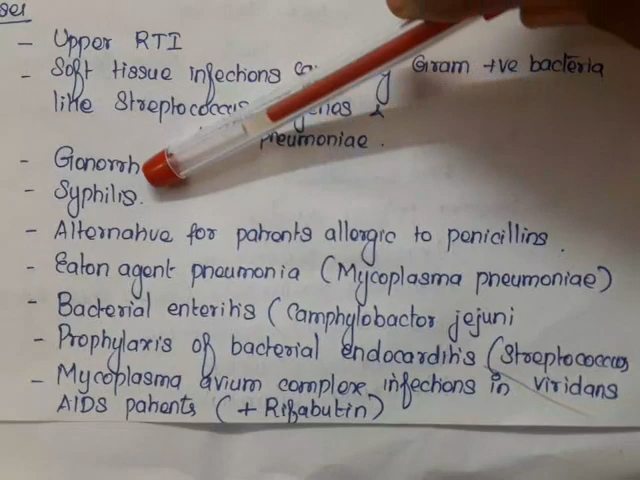 - Upper RTI
- Soft tissue infections Gram +ve bacteria
like Streptococcus &
pneumoniae.
- Gonorrh
- Syphilis.
- Alternative for patients allergic to penicillins.
- Eaton agent pneumonia (Mycoplasma pneumoniae)
- Bacterial enteritis (Camphylobactor jejuni
- Prophylaxis of bacterial endocarditis (Streptococcus
viridans
- Mycoplasma avium complex infections in
AIDS patients (+ Rifabutin)